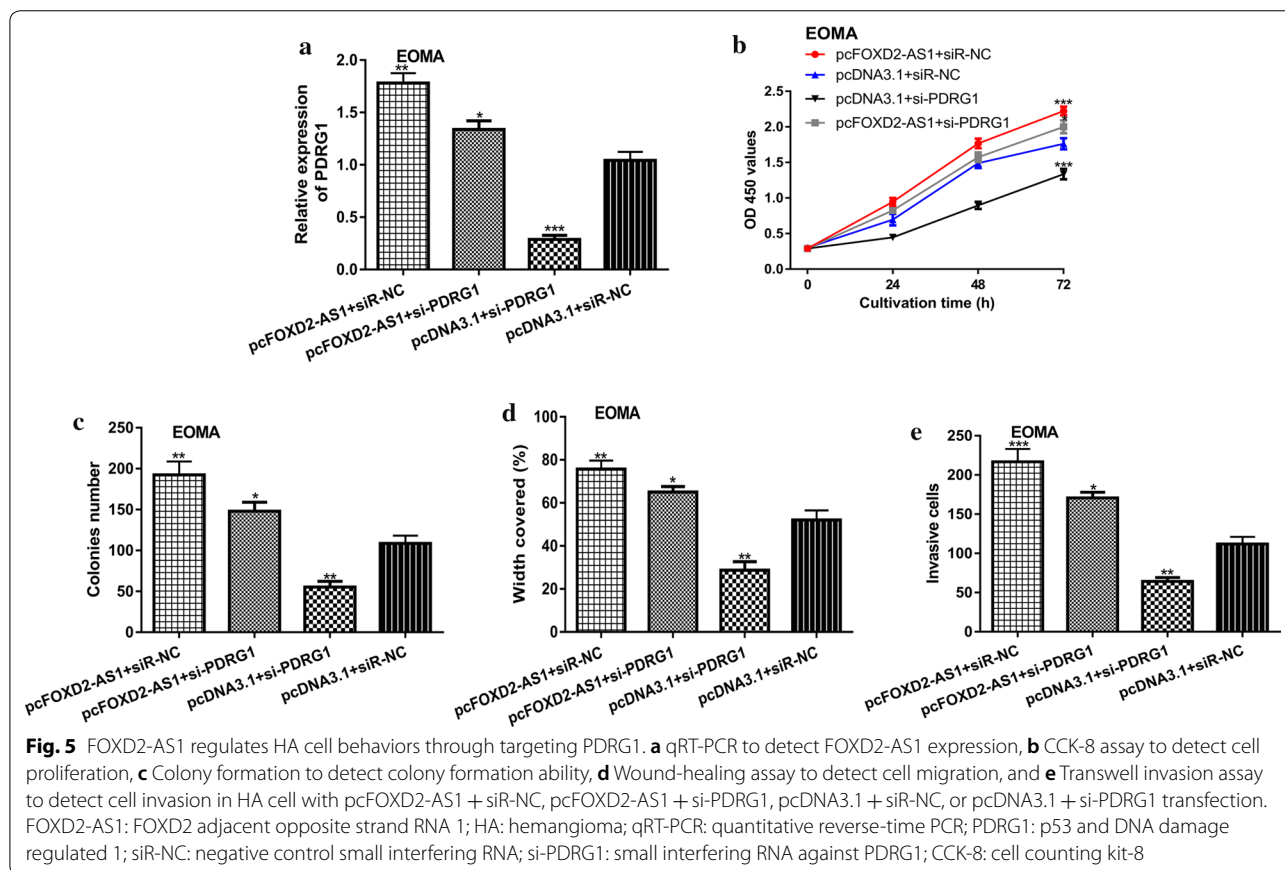 a
EOMA
Relative expression
of PDRG1
2.0
1.5
1.0
0.5
0.0
**
*
***
pcFOXD2-AS1+siR-NC
pcFOXD2-AS1+si-PDRG1
pcDNA3.1+si-PDRG1
pcDNA3.1+siR-NC
b
EOMA
pcFOXD2-AS1+siR-NC
pcDNA3.1+siR-NC
pcDNA3.1+si-PDRG1
pcFOXD2-AS1+si-PDRG1
OD 450 values
2.5
2.0
1.5
1.0
0.5
0.0
***
*
***
0 24 48 72
Cultivation time (h)
c
EOMA
Colonies number
250
200
150
100
50
0
**
*
**
pcFOXD2-AS1+siR-NC
pcFOXD2-AS1+si-PDRG1
pcDNA3.1+si-PDRG1
pcDNA3.1+siR-NC
d
EOMA
Width covered (%)
100
80
60
40
20
0
**
*
**
pcFOXD2-AS1+siR-NC
pcFOXD2-AS1+si-PDRG1
pcDNA3.1+si-PDRG1
pcDNA3.1+siR-NC
e
EOMA
Invasive cells
250
200
150
100
50
0
***
*
**
pcFOXD2-AS1+siR-NC
pcFOXD2-AS1+si-PDRG1
pcDNA3.1+si-PDRG1
pcDNA3.1+siR-NC
Fig. 5 FOXD2-AS1 regulates HA cell behaviors through targeting PDRG1. a qRT-PCR to detect FOXD2-AS1 expression, b CCK-8 assay to detect cell
proliferation, c Colony formation to detect colony formation ability, d Wound-healing assay to detect cell migration, and e Transwell invasion assay
to detect cell invasion in HA cell with pcFOXD2-AS1 + siR-NC, pcFOXD2-AS1 + si-PDRG1, pcDNA3.1 + siR-NC, or pcDNA3.1 + si-PDRG1 transfection.
FOXD2-AS1: FOXD2 adjacent opposite strand RNA 1; HA: hemangioma; qRT-PCR: quantitative reverse-time PCR; PDRG1: p53 and DNA damage
regulated 1; siR-NC: negative control small interfering RNA; si-PDRG1: small interfering RNA against PDRG1; CCK-8: cell counting kit-8